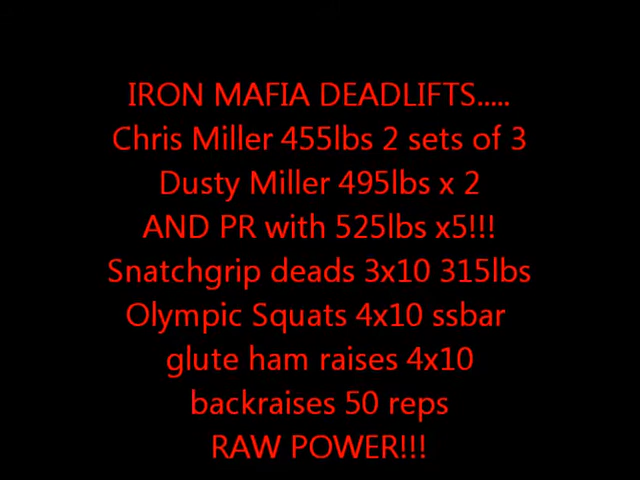 IRON MAFIA DEADLIFTS.....
Chris Miller 455lbs 2 sets of 3
Dusty Miller 495lbs x 2
AND PR with 525lbs x5!!!
Snatchgrip deads 3x10 315lbs
Olympic Squats 4x10 ssbar
glute ham raises 4x10
backraises 50 reps
RAW POWER!!!